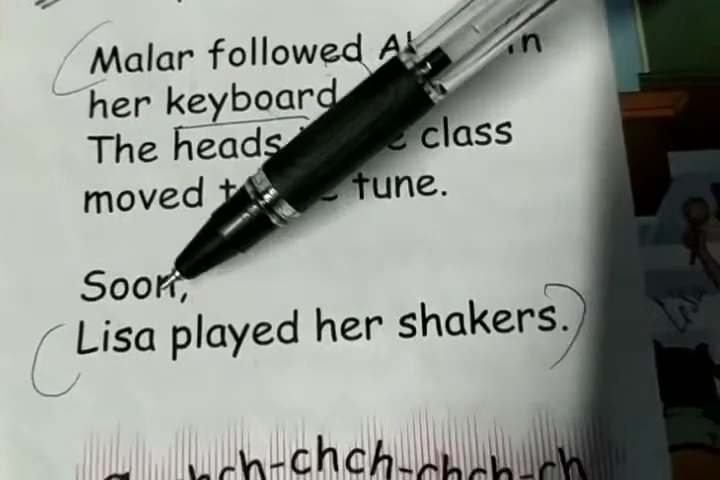 Malar followed
her keyboard
The heads class
moved tune.
Soon,
Lisa played her shakers.
chch-chch-ch